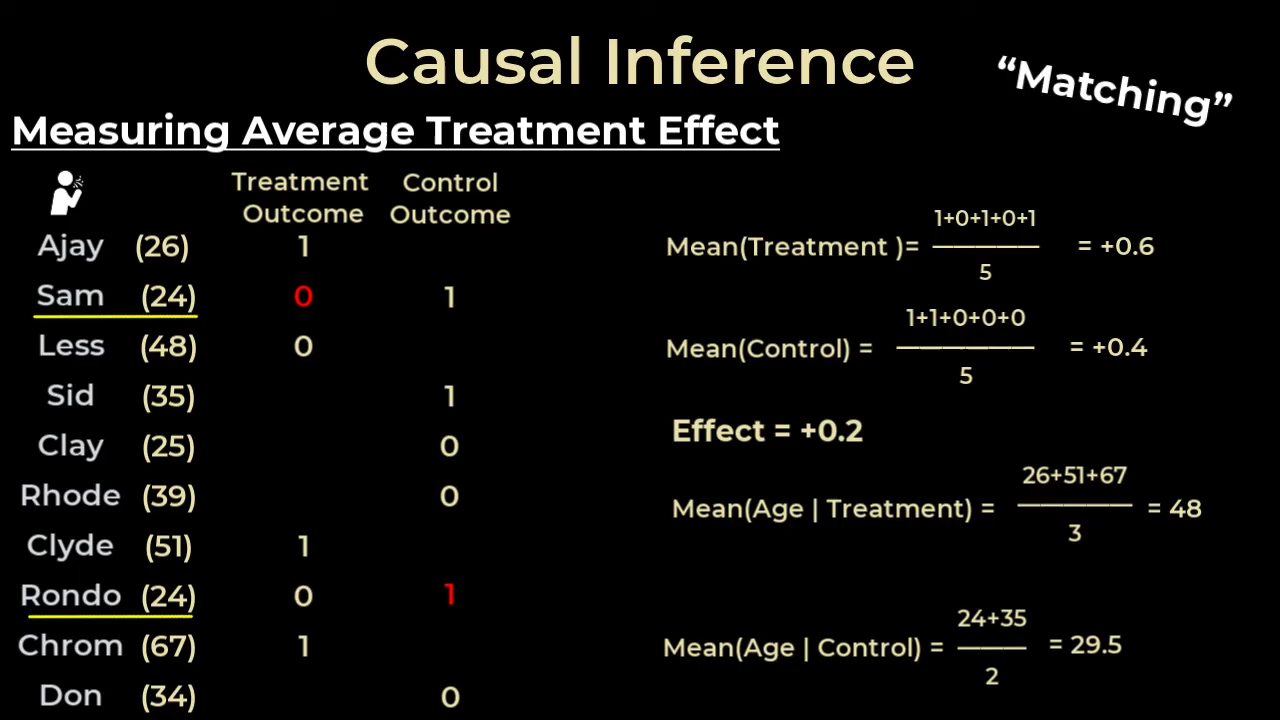 Causal Inference
“Matching”
Measuring Average Treatment Effect
Treatment Outcome Control Outcome
Ajay (26) 1
Sam (24) 0 1
Less (48) 0
Sid (35) 1
Clay (25) 0
Rhode (39) 0
Clyde (51) 1
Rondo (24) 0 1
Chrom (67) 1
Don (34) 0
1+0+1+0+1
Mean(Treatment )= = +0.6
5
1+1+0+0+0
Mean(Control) = = +0.4
5
Effect = +0.2
26+51+67
Mean(Age | Treatment) = = 48
3
24+35
Mean(Age | Control) = = 29.5
2